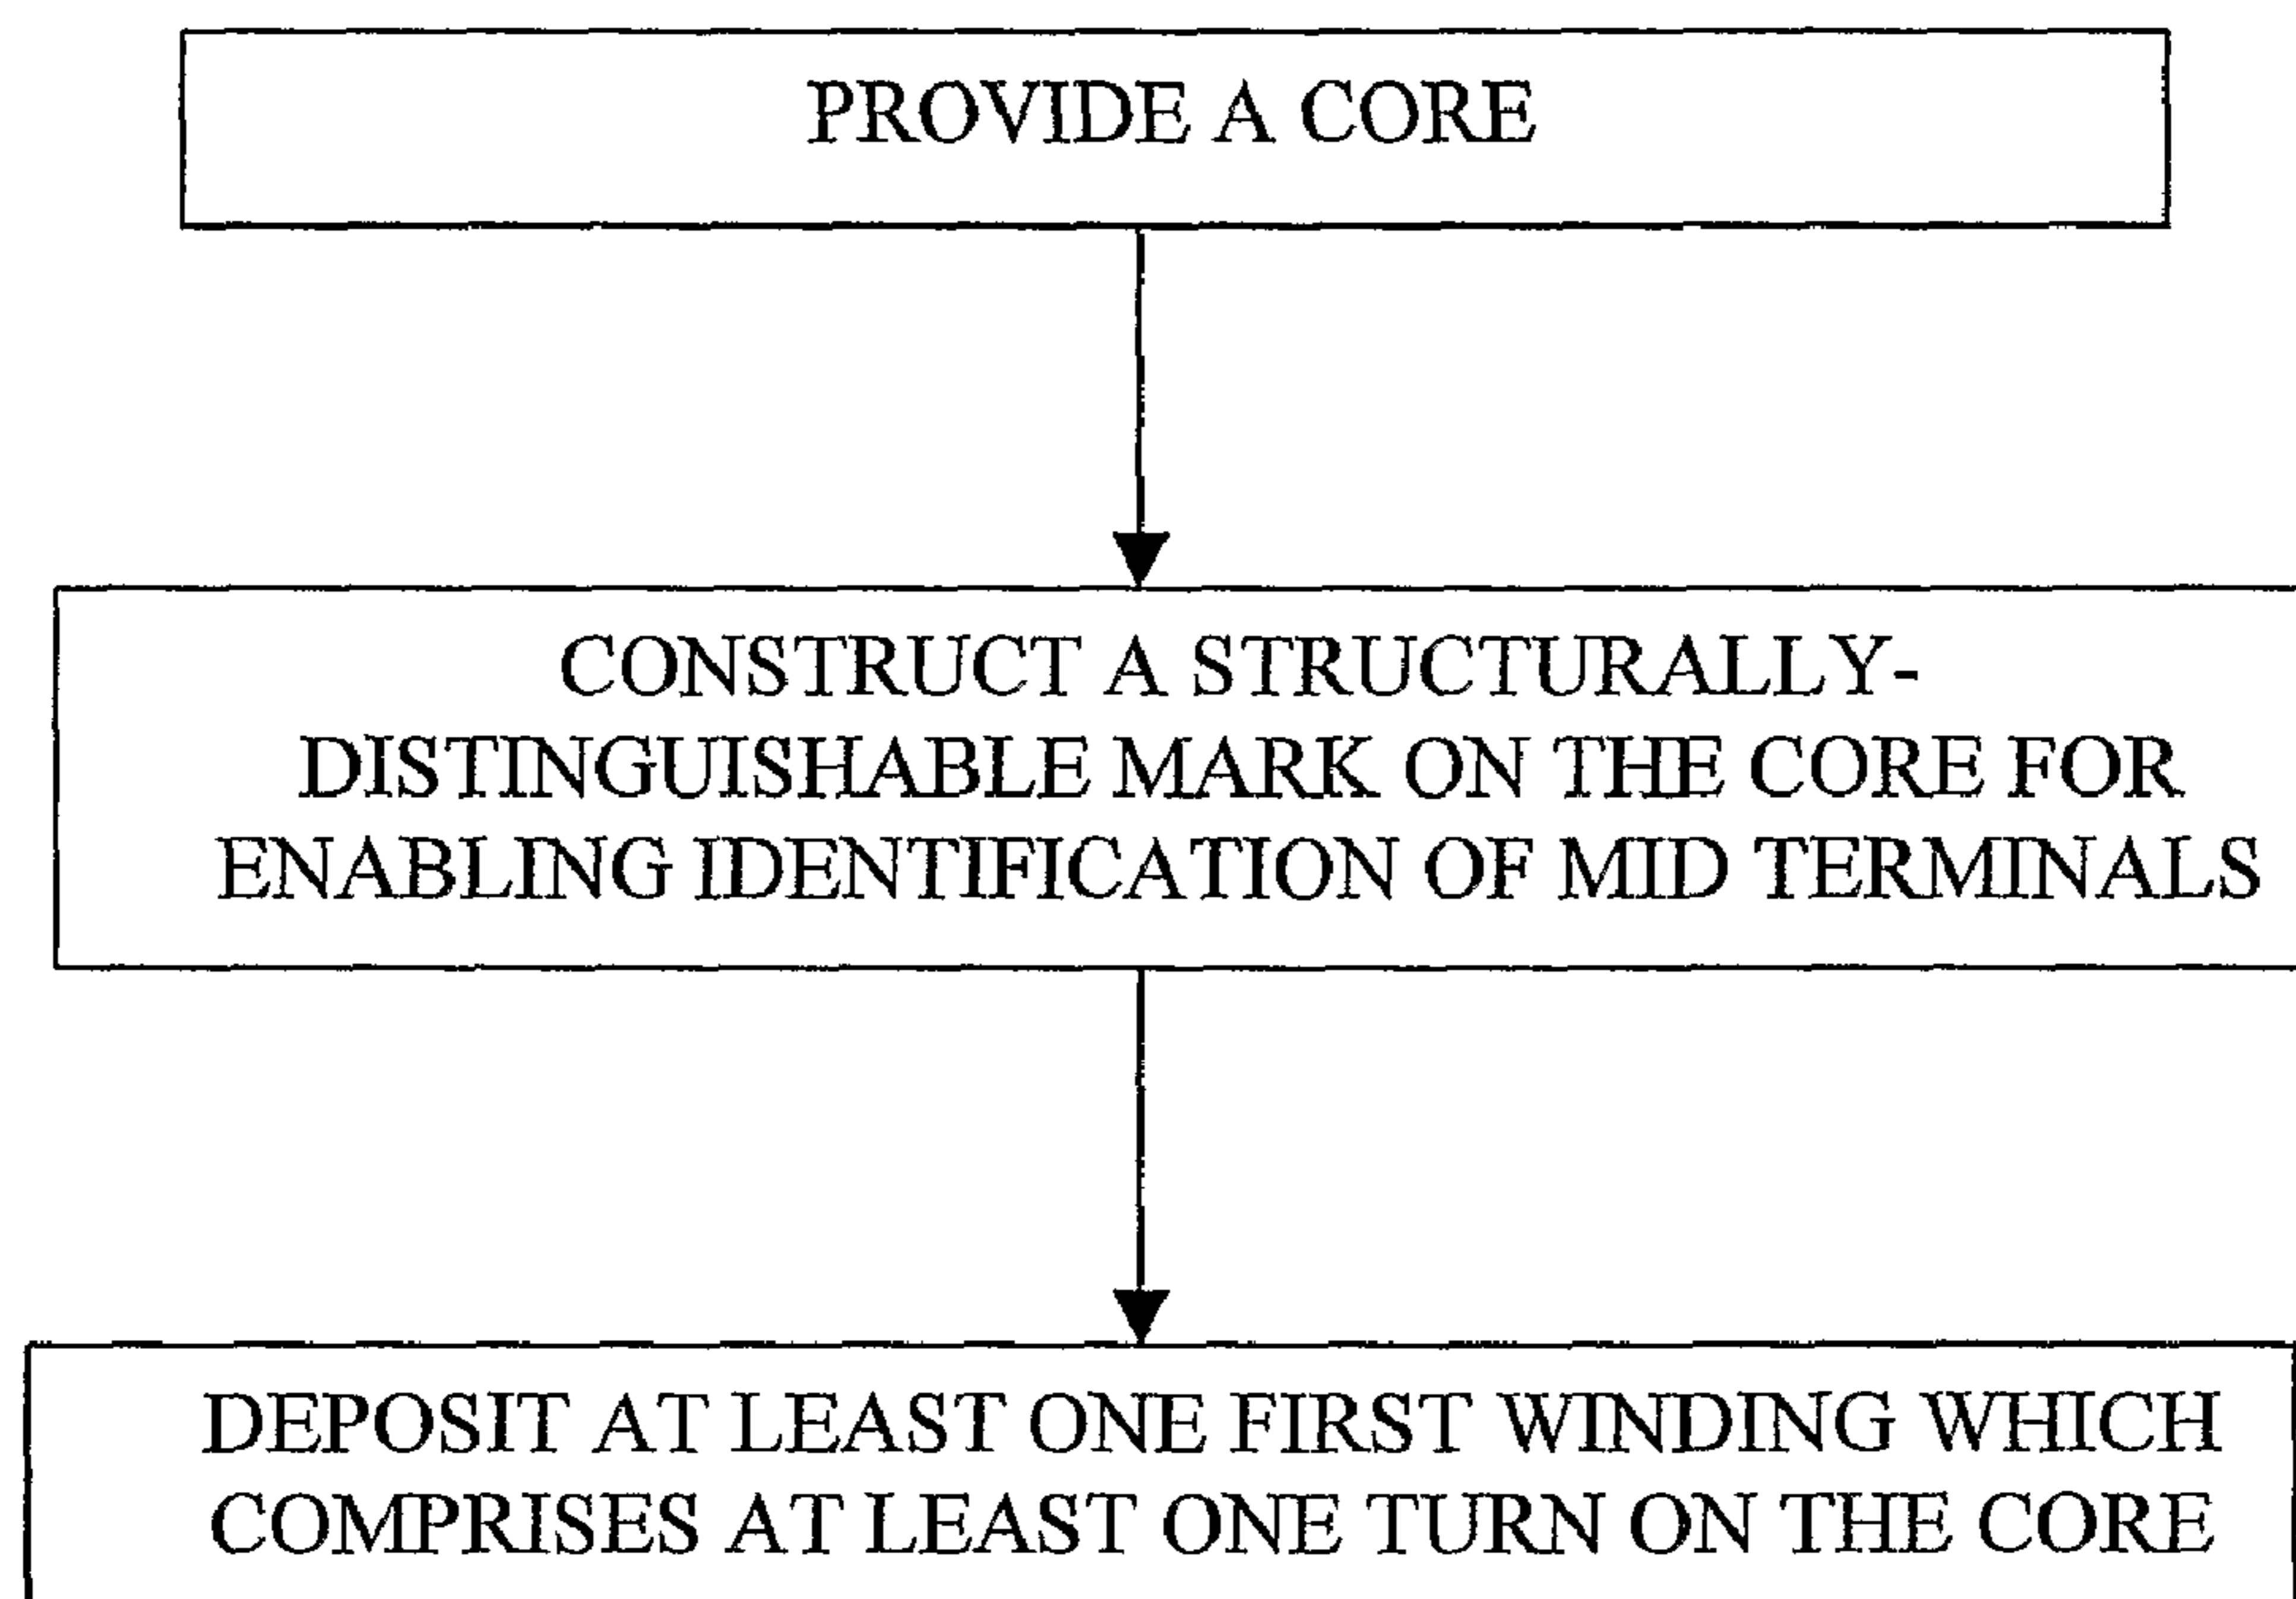 PROVIDE A CORE
CONSTRUCT A STRUCTURALLY-
DISTINGUISHABLE MARK ON THE CORE FOR
ENABLING IDENTIFICATION OF MID TERMINALS
DEPOSIT AT LEAST ONE FIRST WINDING WHICH
COMPRISES AT LEAST ONE TURN ON THE CORE